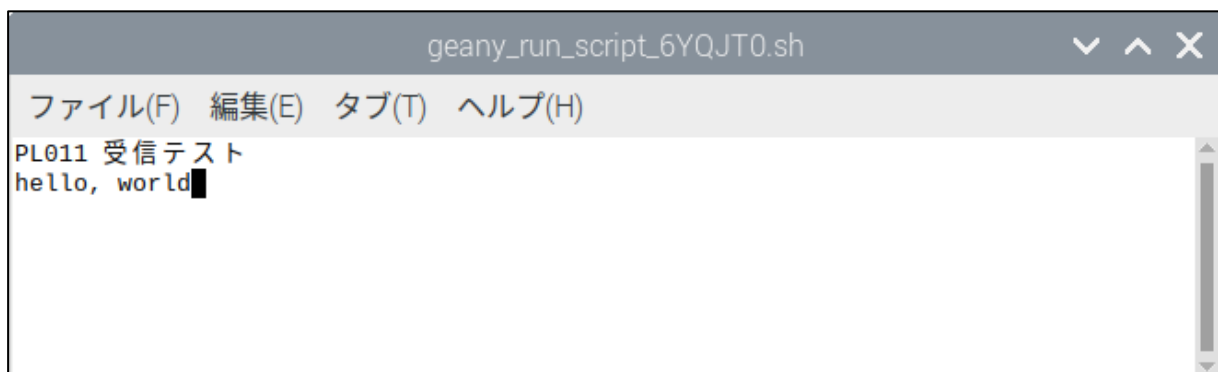 geany_run_script_6YQJT0.sh
ファイル(F) 編集(E) タブ(T) ヘルプ(H)
PL011 受信テスト
hello, world